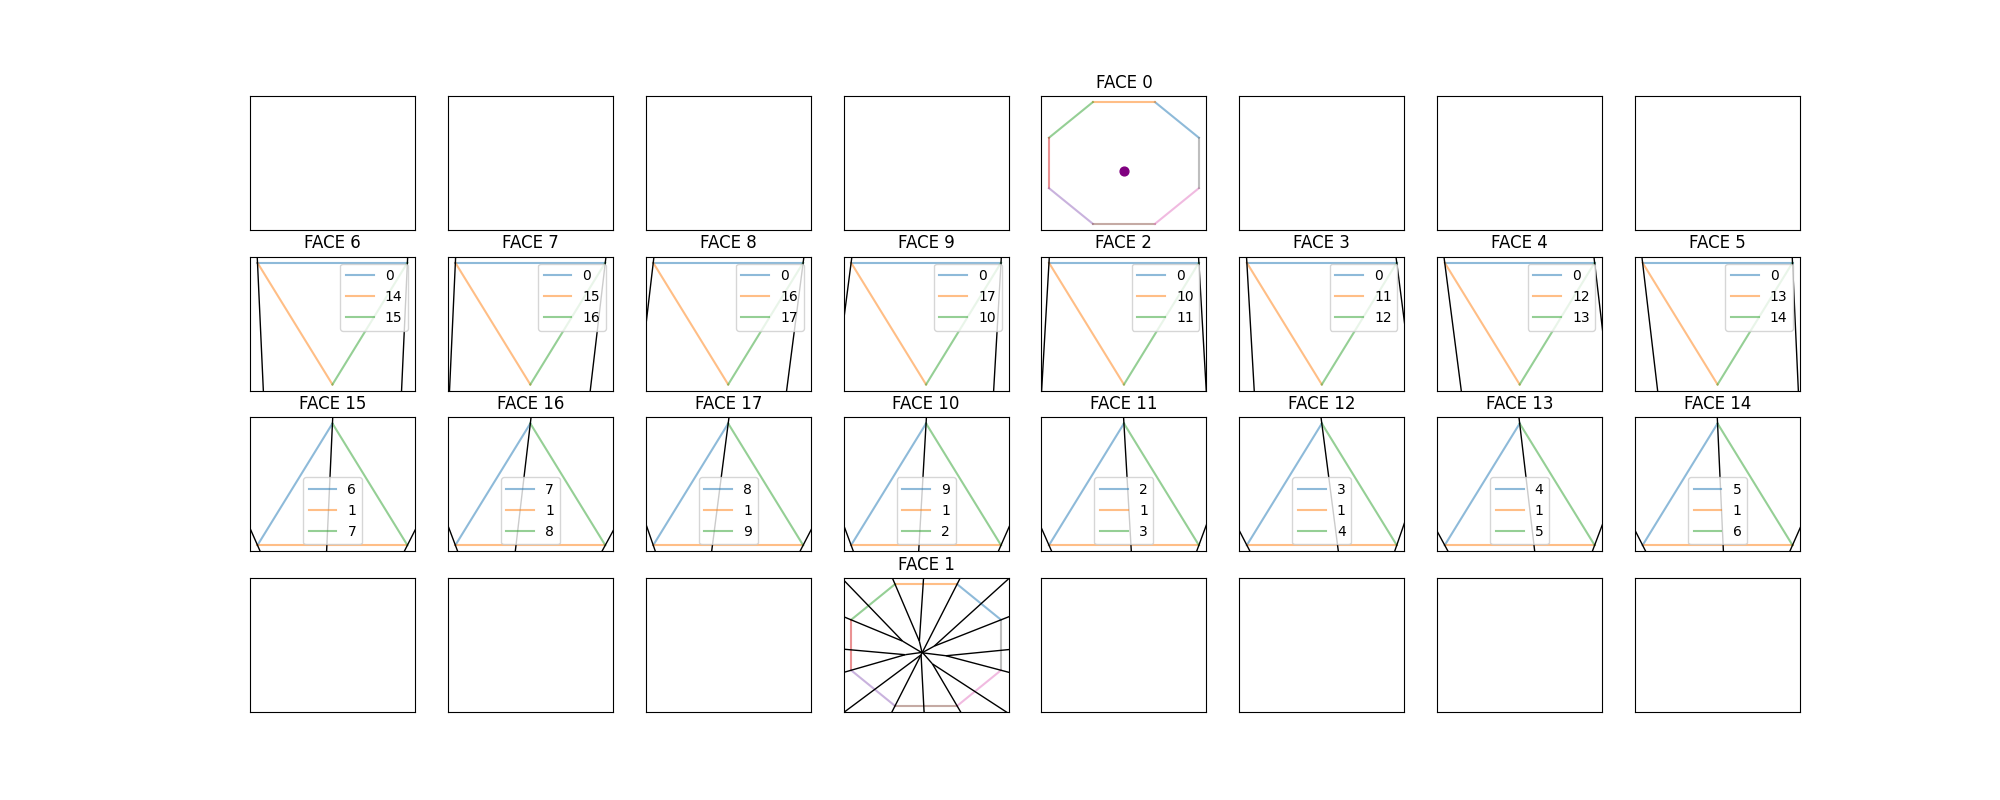 FACE 0
FACE 6
FACE 7
FACE 8
FACE 9
FACE 2
FACE 3
FACE 4
FACE 5
0
14
15
0
15
16
0
16
17
0
17
10
0
10
11
0
11
12
0
12
13
0
13
14
FACE 15
FACE 16
FACE 17
FACE 10
FACE 11
FACE 12
FACE 13
FACE 14
6
1
7
7
1
8
8
1
9
9
1
2
2
1
3
3
1
4
4
1
5
5
1
6
FACE 1